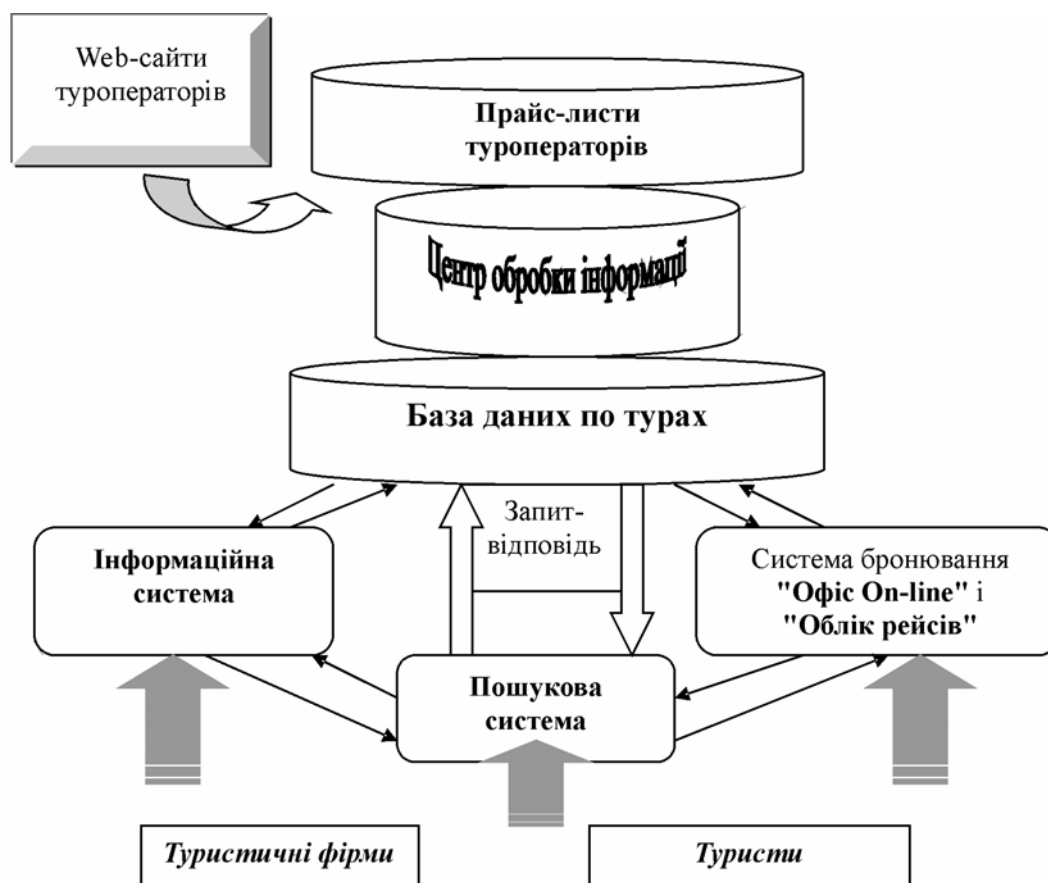 Web-сайти
туроператорів
Прайс-листи
туроператорів
Центр обробки інформації
База даних по турах
Запит-
відповідь
Інформаційна
система
Система бронювання
"Офіс On-line" і
"Облік рейсів"
Пошукова
система
Туристичні фірми
Туристи